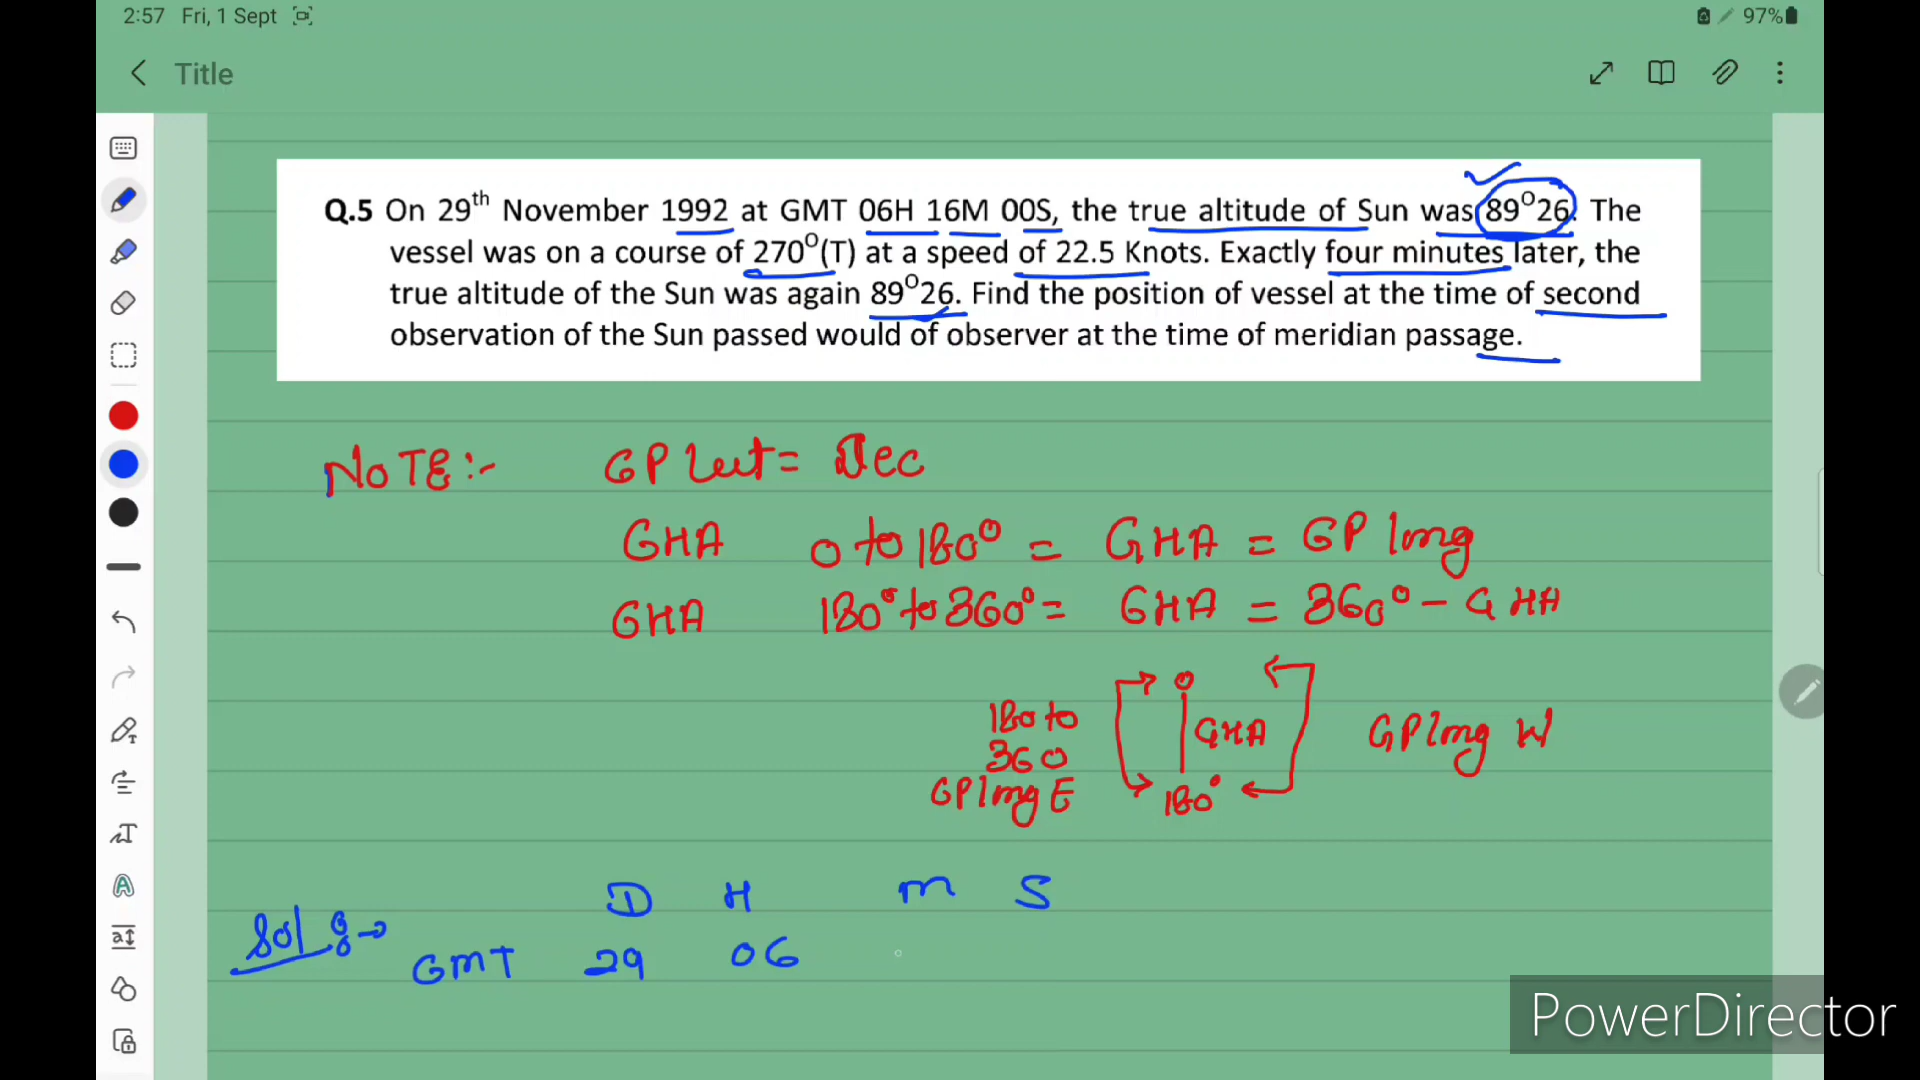 2:57 Fri, 1 Sept 97%
Title
Q.5 On 29th November 1992 at GMT 06H 16M 00S, the true altitude of Sun was 89°26. The
vessel was on a course of 270°(T) at a speed of 22.5 Knots. Exactly four minutes later, the
true altitude of the Sun was again 89°26. Find the position of vessel at the time of second
observation of the Sun passed would of observer at the time of meridian passage.
NOTE:- GP Lat = Dec
GHA 0 to 180° = GHA = GP long
GHA 180° to 360° = GHA = 360° - GHA
180 to
360
GP long E
0
GHA
180°
GP long W
D H m S
Sol :→
GMT 29 06
PowerDirector